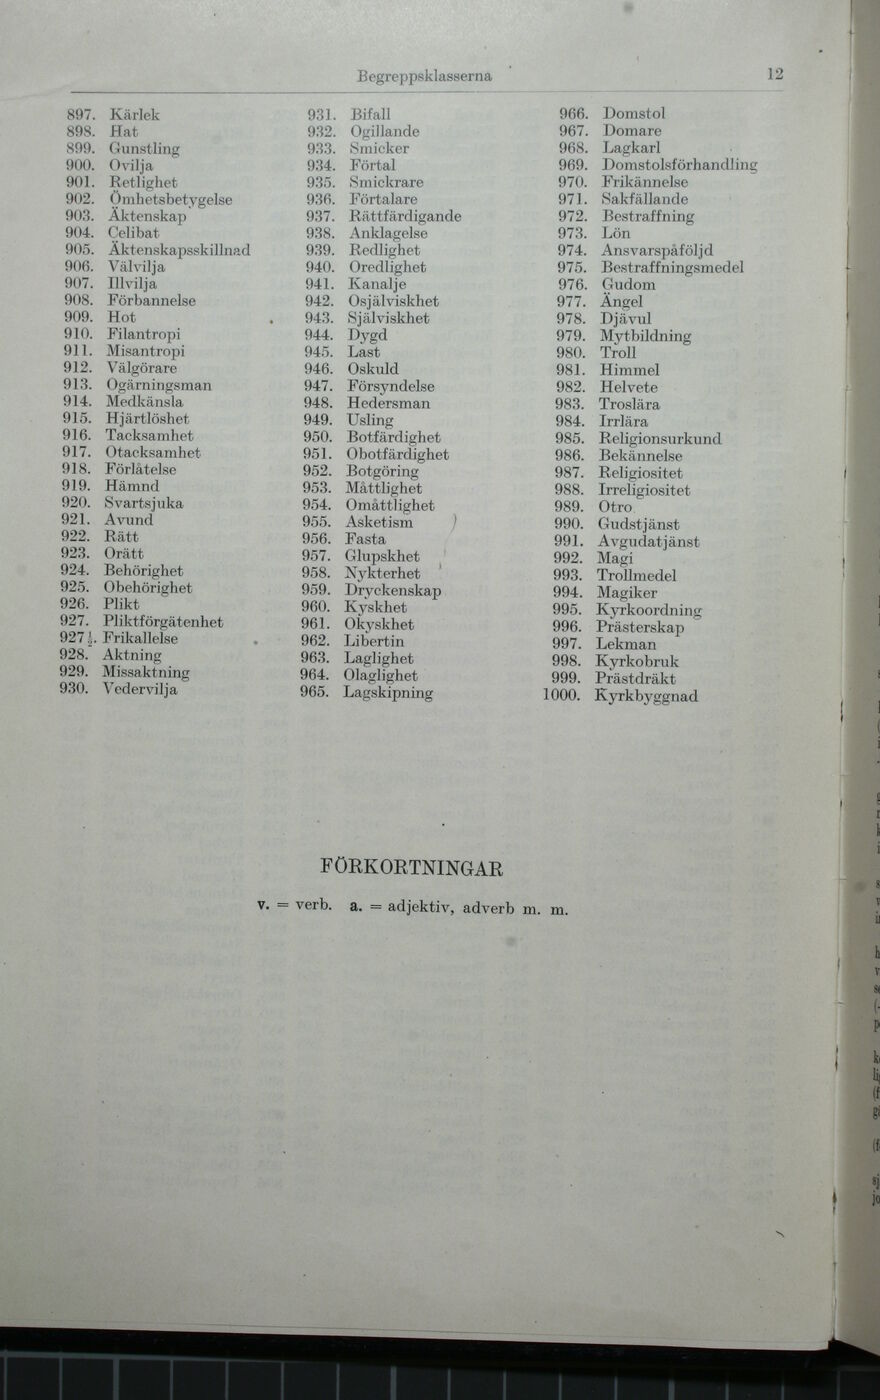 Begreppsklasserna 12
897. Kärlek
898. Hat
899. Gunstling
900. Ovilja
901. Retlighet
902. Ömhetsbetygelse
903. Äktenskap
904. Celibat
905. Äktenskapsskillnad
906. Välvilja
907. Illvilja
908. Förbannelse
909. Hot
910. Filantropi
911. Misantropi
912. Välgörare
913. Ogärningsman
914. Medkänsla
915. Hjärtlöshet
916. Tacksamhet
917. Otacksamhet
918. Förlåtelse
919. Hämnd
920. Svartsjuka
921. Avund
922. Rätt
923. Orätt
924. Behörighet
925. Obehörighet
926. Plikt
927. Pliktförgätenhet
927½. Frikallelse
928. Aktning
929. Missaktning
930. Vedervilja
931. Bifall
932. Ogillande
933. Smicker
934. Förtal
935. Smickrare
936. Förtalare
937. Rättfärdigande
938. Anklagelse
939. Redlighet
940. Oredlighet
941. Kanalje
942. Osjälviskhet
943. Själviskhet
944. Dygd
945. Last
946. Oskuld
947. Försyndelse
948. Hedersman
949. Usling
950. Botfärdighet
951. Obotfärdighet
952. Botgöring
953. Måttlighet
954. Omåttlighet
955. Asketism
956. Fasta
957. Glupskhet
958. Nykterhet
959. Dryckenskap
960. Kyskhet
961. Okyskhet
962. Libertin
963. Laglighet
964. Olaglighet
965. Lagskipning
966. Domstol
967. Domare
968. Lagkarl
969. Domstolsförhandling
970. Frikännelse
971. Sakfällande
972. Bestraffning
973. Lön
974. Ansvarspåföljd
975. Bestraffningsmedel
976. Gudom
977. Ängel
978. Djävul
979. Mytbildning
980. Troll
981. Himmel
982. Helvete
983. Troslära
984. Irrlära
985. Religionsurkund
986. Bekännelse
987. Religiositet
988. Irreligiositet
989. Otro
990. Gudstjänst
991. Avgudatjänst
992. Magi
993. Trollmedel
994. Magiker
995. Kyrkoordning
996. Prästerskap
997. Lekman
998. Kyrkobruk
999. Prästdräkt
1000. Kyrkbyggnad
FÖRKORTNINGAR
v. = verb. a. = adjektiv, adverb m. m.